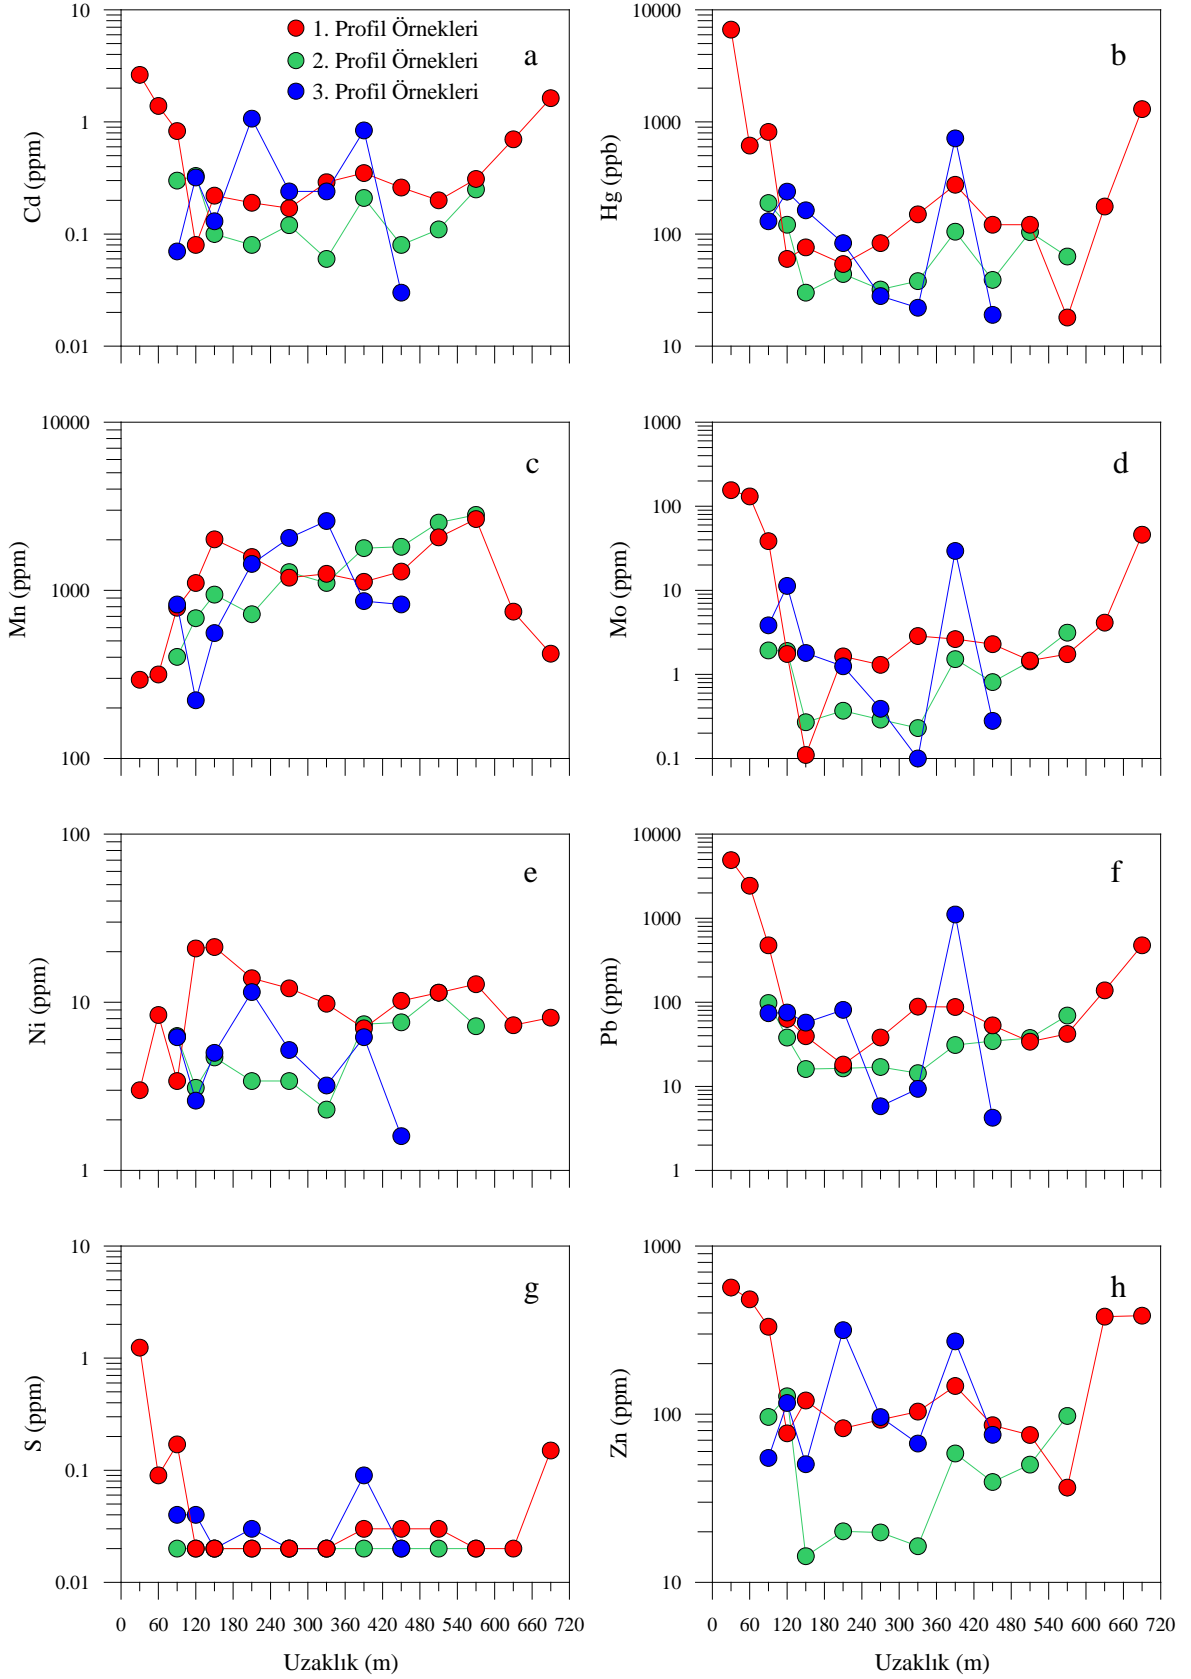 10
1
0.1
0.01
Cd (ppm)
1. Profil Örnekleri
2. Profil Örnekleri
3. Profil Örnekleri
a
10000
1000
100
10
Hg (ppb)
b
10000
1000
100
Mn (ppm)
c
1000
100
10
1
0.1
Mo (ppm)
d
100
10
1
Ni (ppm)
e
10000
1000
100
10
1
Pb (ppm)
f
10
1
0.1
0.01
S (ppm)
g
0 60 120 180 240 300 360 420 480 540 600 660 720
Uzaklık (m)
1000
100
10
Zn (ppm)
h
0 60 120 180 240 300 360 420 480 540 600 660 720
Uzaklık (m)